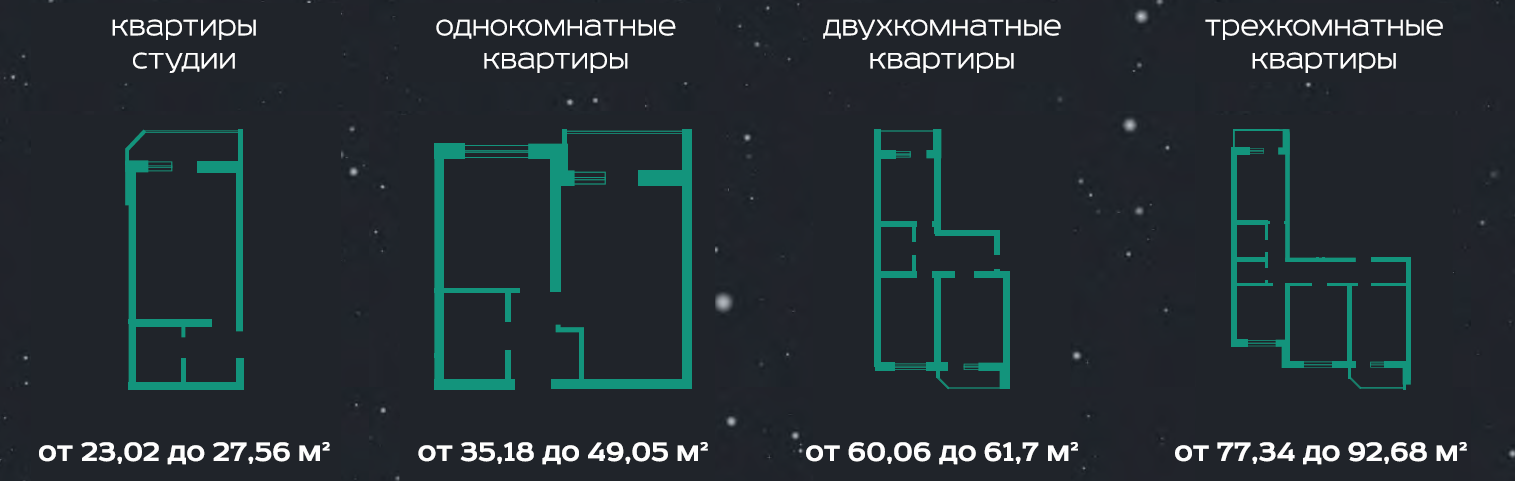 квартиры
студии
от 23,02 до 27,56 м²
однокомнатные
квартиры
от 35,18 до 49,05 м²
двухкомнатные
квартиры
от 60,06 до 61,7 м²
трехкомнатные
квартиры
от 77,34 до 92,68 м²